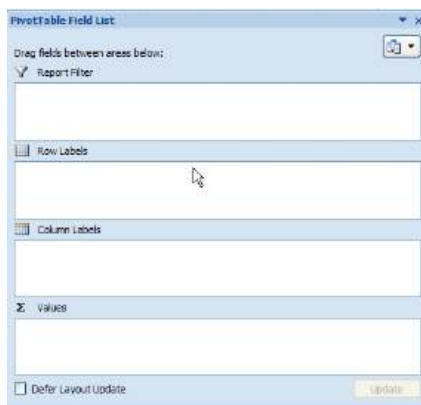 PivotTable Field List
Drag fields between areas below:
Report Filter
Row Labels
Column Labels
Σ Values
Defer Layout Update
Update